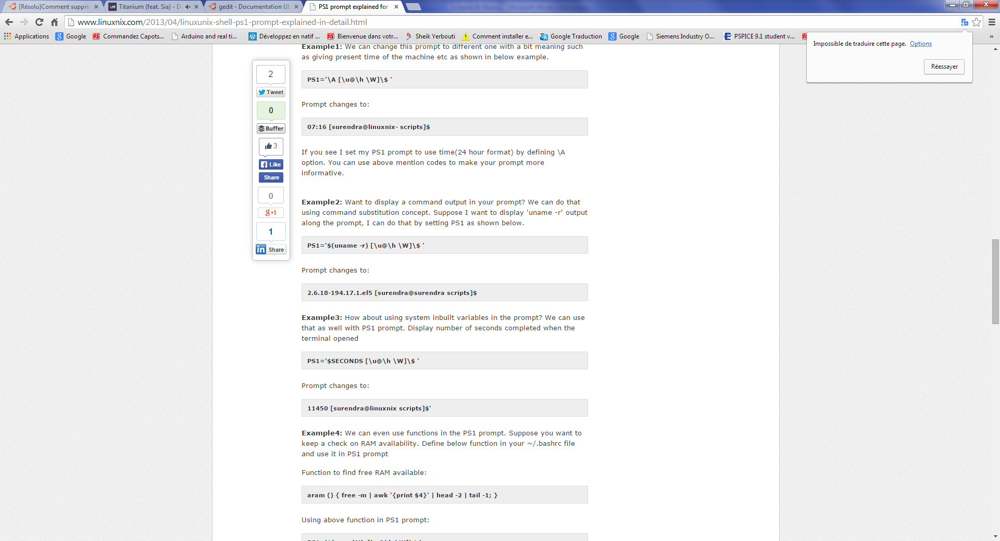 [Résolu]Comment supprir
Titanium (feat. Sia) - D
gedit - Documentation Ub
PS1 prompt explained for
www.linuxnix.com/2013/04/linuxunix-shell-ps1-prompt-explained-in-detail.html
Applications
Google
Commandez Capots...
Arduino and real ti...
Développez en natif ...
Bienvenue dans votr...
Sheik Yerbouti
Comment installer e...
Google Traduction
Google
Siemens Industry O...
PSPICE 9.1 student v...
»
Impossible de traduire cette page. Options
Réessayer
2
Tweet
0
Buffer
3
Like
Share
0
g+1
1
in Share
Example1: We can change this prompt to different one with a bit meaning such
as giving present time of the machine etc as shown in below example.
PS1='\A [\u@\h \W]\$ '
Prompt changes to:
07:16 [surendra@linuxnix- scripts]$
If you see I set my PS1 prompt to use time(24 hour format) by defining \A
option. You can use above mention codes to make your prompt more
informative.
Example2: Want to display a command output in your prompt? We can do that
using command substitution concept. Suppose I want to display 'uname -r' output
along the prompt, I can do that by setting PS1 as shown below.
PS1='$(uname -r) [\u@\h \W]\$ '
Prompt changes to:
2.6.18-194.17.1.el5 [surendra@surendra scripts]$
Example3: How about using system inbuilt variables in the prompt? We can use
that as well with PS1 prompt. Display number of seconds completed when the
terminal opened
PS1='$SECONDS [\u@\h \W]\$ '
Prompt changes to:
11450 [surendra@linuxnix scripts]$'
Example4: We can even use functions in the PS1 prompt. Suppose you want to
keep a check on RAM availability. Define below function in your ~/.bashrc file
and use it in PS1 prompt
Function to find free RAM available:
aram () { free -m | awk '{print $4}' | head -2 | tail -1; }
Using above function in PS1 prompt: